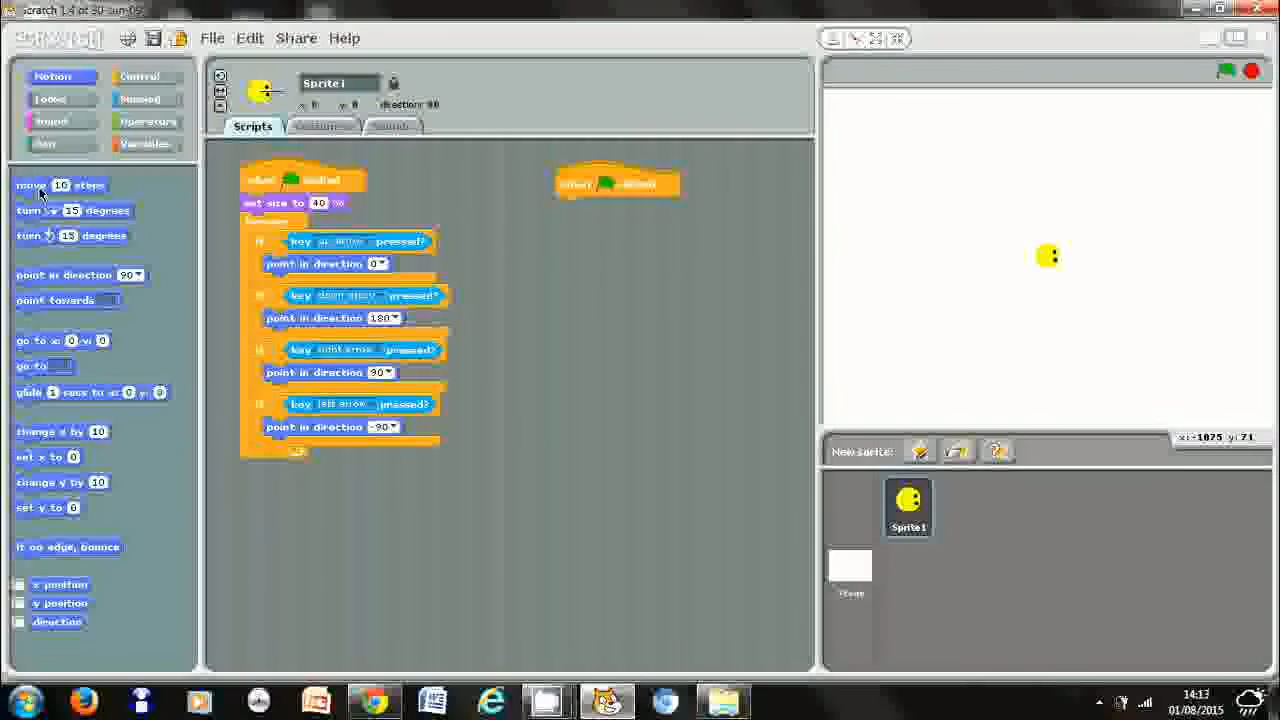 Scratch 1.4 of 30-Jun-09
SCRATCH
File Edit Share Help
Motion
Control
Looks
Sound
Operators
Pen
Variables
move 10 steps
turn 15 degrees
turn 15 degrees
point in direction 90
point towards
go to x: 0 y: 0
go to
glide 1 secs to x: 0 y: 0
change x by 10
set x to 0
change y by 10
set y to 0
if on edge, bounce
x position
y position
direction
Sprite1
x: 0 y: 0 direction: 90
Scripts
Costumes
Sounds
when clicked
set size to 40 %
forever
if key up arrow pressed?
point in direction 0
if key down arrow pressed?
point in direction 180
if key right arrow pressed?
point in direction 90
if key left arrow pressed?
point in direction -90
when clicked
x:-1075 y: 71
New sprite:
Sprite1
Stage
14:13
01/08/2015